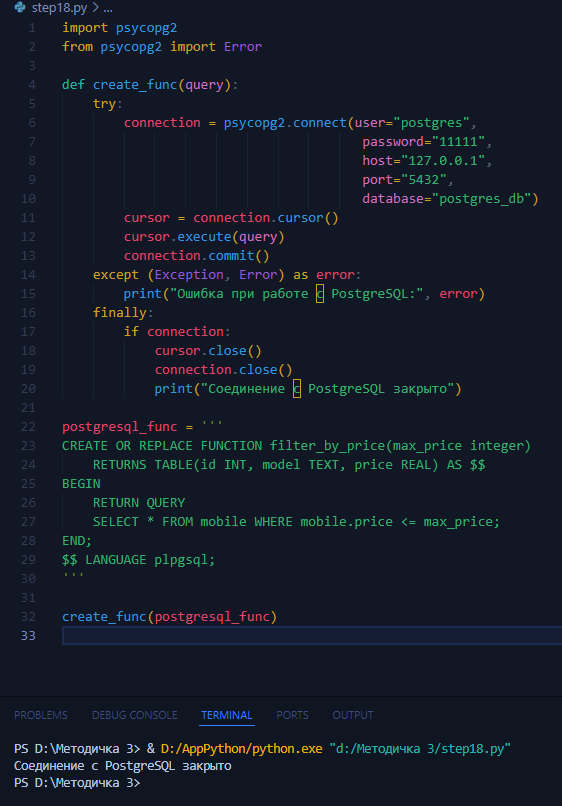 step18.py > ...
1 import psycopg2
2 from psycopg2 import Error
3
4 def create_func(query):
5     try:
6         connection = psycopg2.connect(user="postgres",
7                                       password="11111",
8                                       host="127.0.0.1",
9                                       port="5432",
10                                       database="postgres_db")
11         cursor = connection.cursor()
12         cursor.execute(query)
13         connection.commit()
14     except (Exception, Error) as error:
15         print("Ошибка при работе с PostgreSQL:", error)
16     finally:
17         if connection:
18             cursor.close()
19             connection.close()
20             print("Соединение с PostgreSQL закрыто")
21
22 postgresql_func = '''
23 CREATE OR REPLACE FUNCTION filter_by_price(max_price integer)
24     RETURNS TABLE(id INT, model TEXT, price REAL) AS $$
25 BEGIN
26     RETURN QUERY
27     SELECT * FROM mobile WHERE mobile.price <= max_price;
28 END;
29 $$ LANGUAGE plpgsql;
30 '''
31
32 create_func(postgresql_func)
33
PROBLEMS DEBUG CONSOLE TERMINAL PORTS OUTPUT
PS D:\Методичка 3> & D:/AppPython/python.exe "d:/Методичка 3/step18.py"
Соединение с PostgreSQL закрыто
PS D:\Методичка 3>